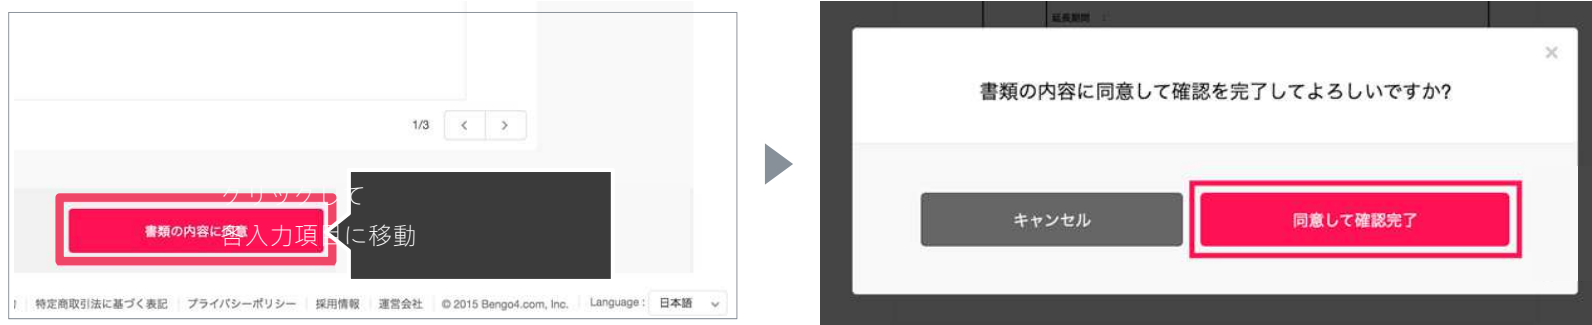 1/3
クリックして
書類の内容に同意
各入力項目に移動
特定商取引法に基づく表記 プライバシーポリシー 採用情報 運営会社 © 2015 Bengo4.com, Inc. Language : 日本語
延長期間 :
書類の内容に同意して確認を完了してよろしいですか?
キャンセル
同意して確認完了